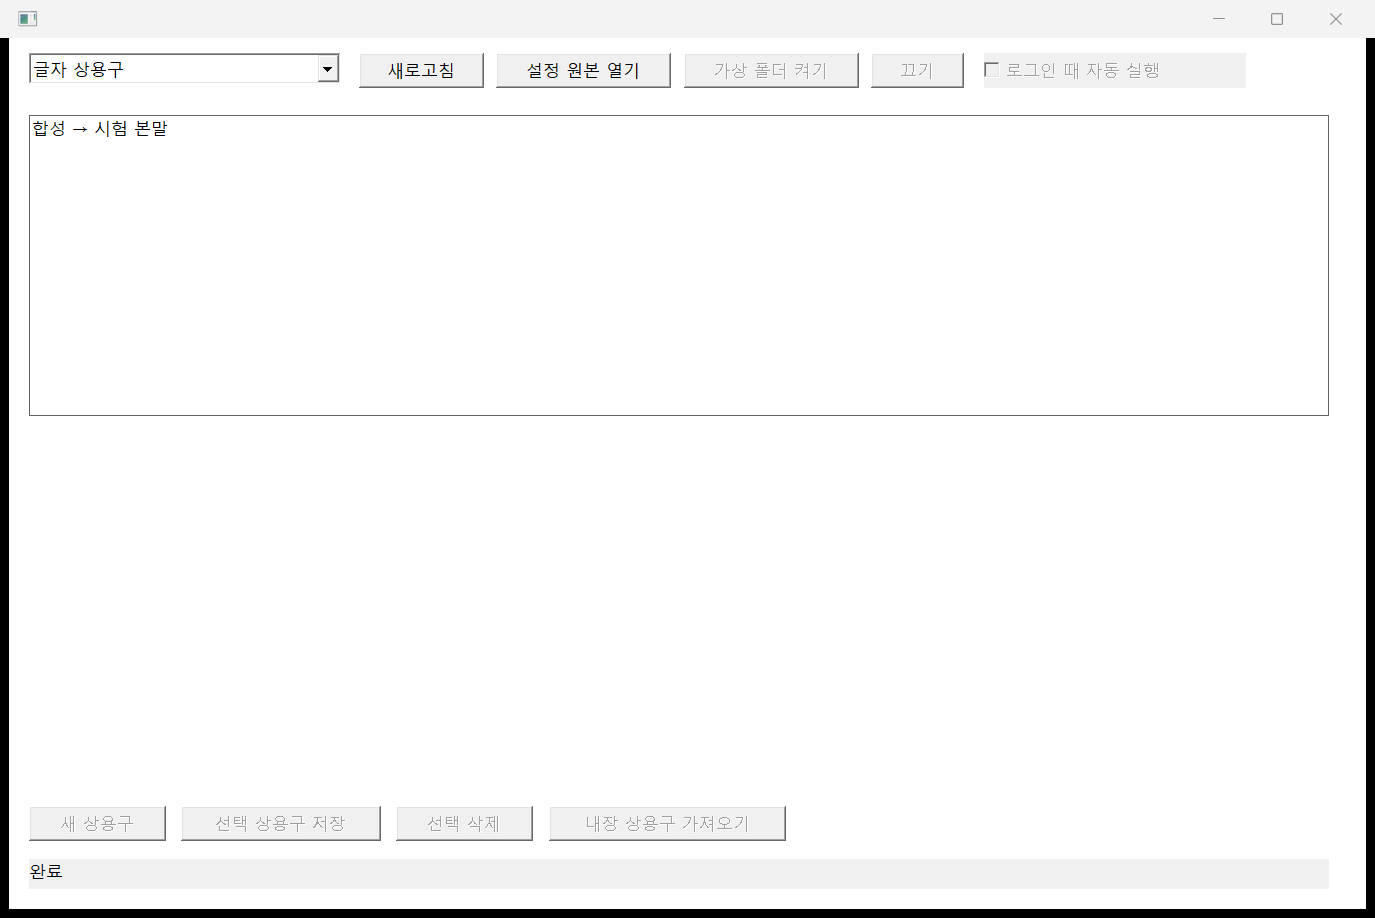 글자 상용구
새로고침
설정 원본 열기
가상 폴더 켜기
끄기
로그인 때 자동 실행
합성 → 시험 본말
새 상용구
선택 상용구 저장
선택 삭제
내장 상용구 가져오기
완료